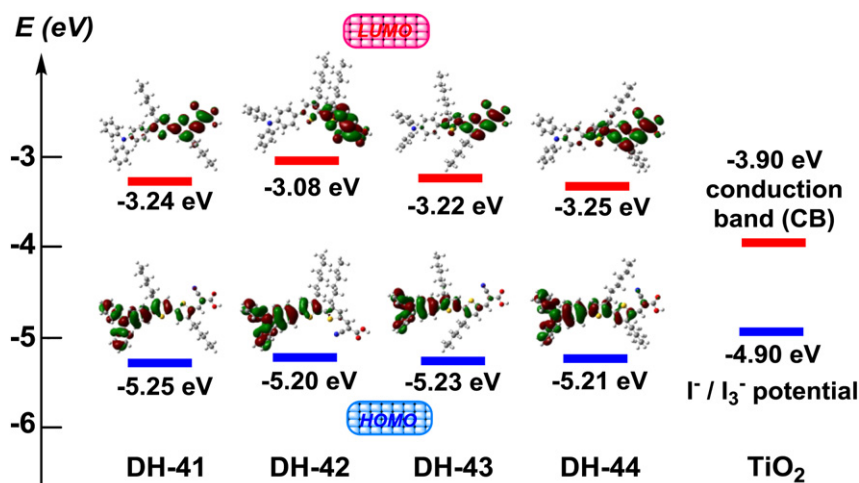 E (eV)
LUMO
-3
-4
-5
-6
-3.24 eV
-3.08 eV
-3.22 eV
-3.25 eV
-3.90 eV
conduction
band (CB)
-5.25 eV
-5.20 eV
-5.23 eV
-5.21 eV
-4.90 eV
I⁻ / I₃⁻ potential
HOMO
DH-41 DH-42 DH-43 DH-44 TiO₂